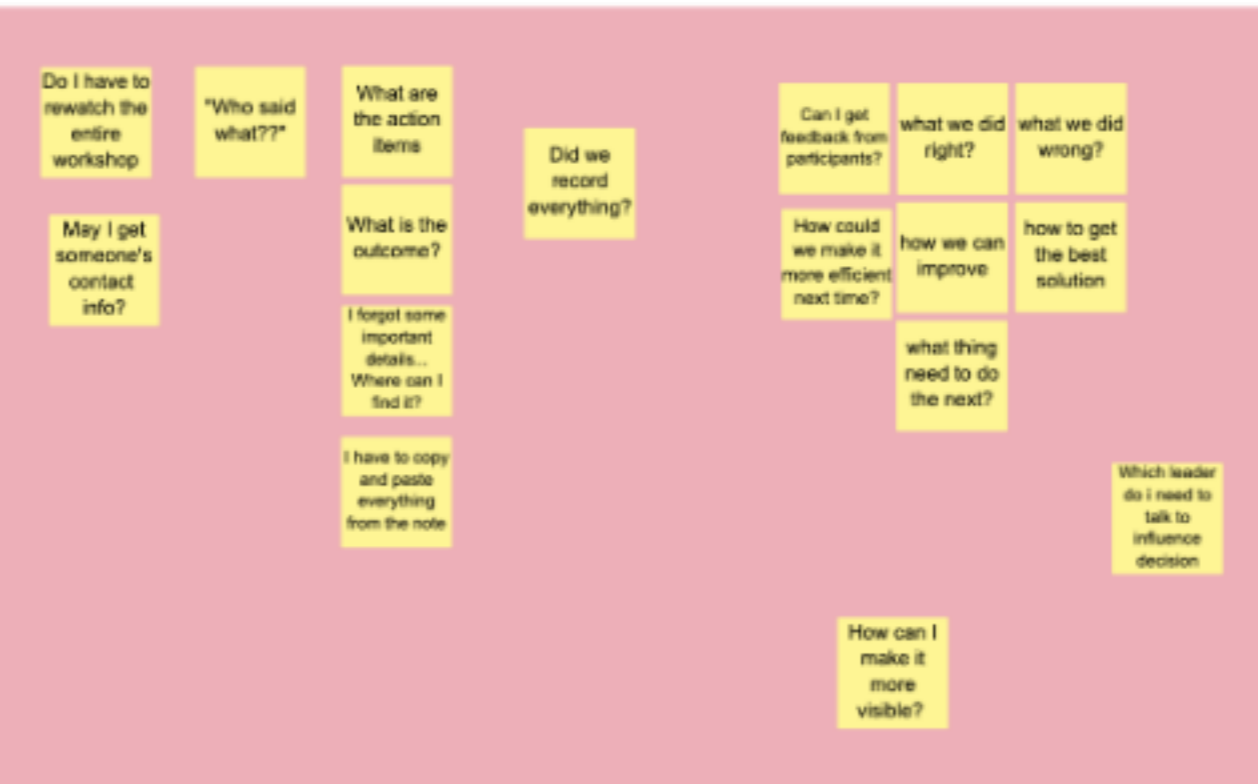 Do I have to
rewatch the
entire
workshop
"Who said
what??"
What are
the action
items
May I get
someone's
contact
info?
What is the
outcome?
I forgot some
important
details...
Where can I
find it?
I have to copy
and paste
everything
from the note
Did we
record
everything?
Can I get
feedback from
participants?
what we did
right?
what we did
wrong?
How could
we make it
more efficient
next time?
how we can
improve
how to get
the best
solution
what thing
need to do
the next?
Which leader
do i need to
talk to
influence
decision
How can I
make it
more
visible?